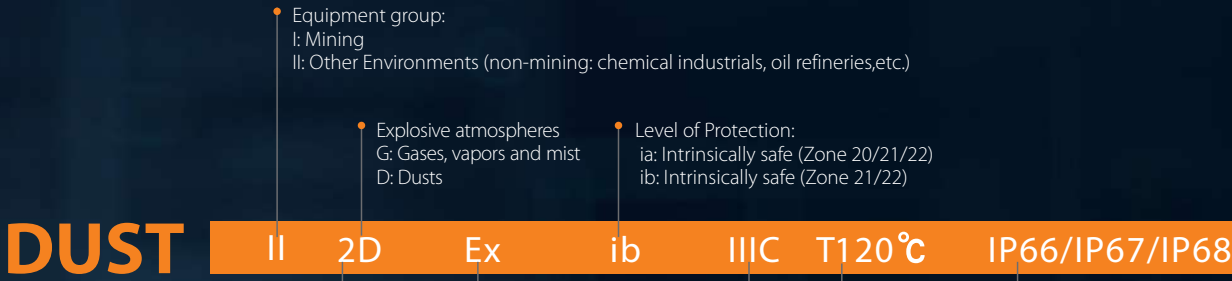 Equipment group:
I: Mining
II: Other Environments (non-mining: chemical industrials, oil refineries,etc.)
Explosive atmospheres
G: Gases, vapors and mist
D: Dusts
Level of Protection:
ia: Intrinsically safe (Zone 20/21/22)
ib: Intrinsically safe (Zone 21/22)
DUST II 2D Ex ib IIIC T120℃ IP66/IP67/IP68